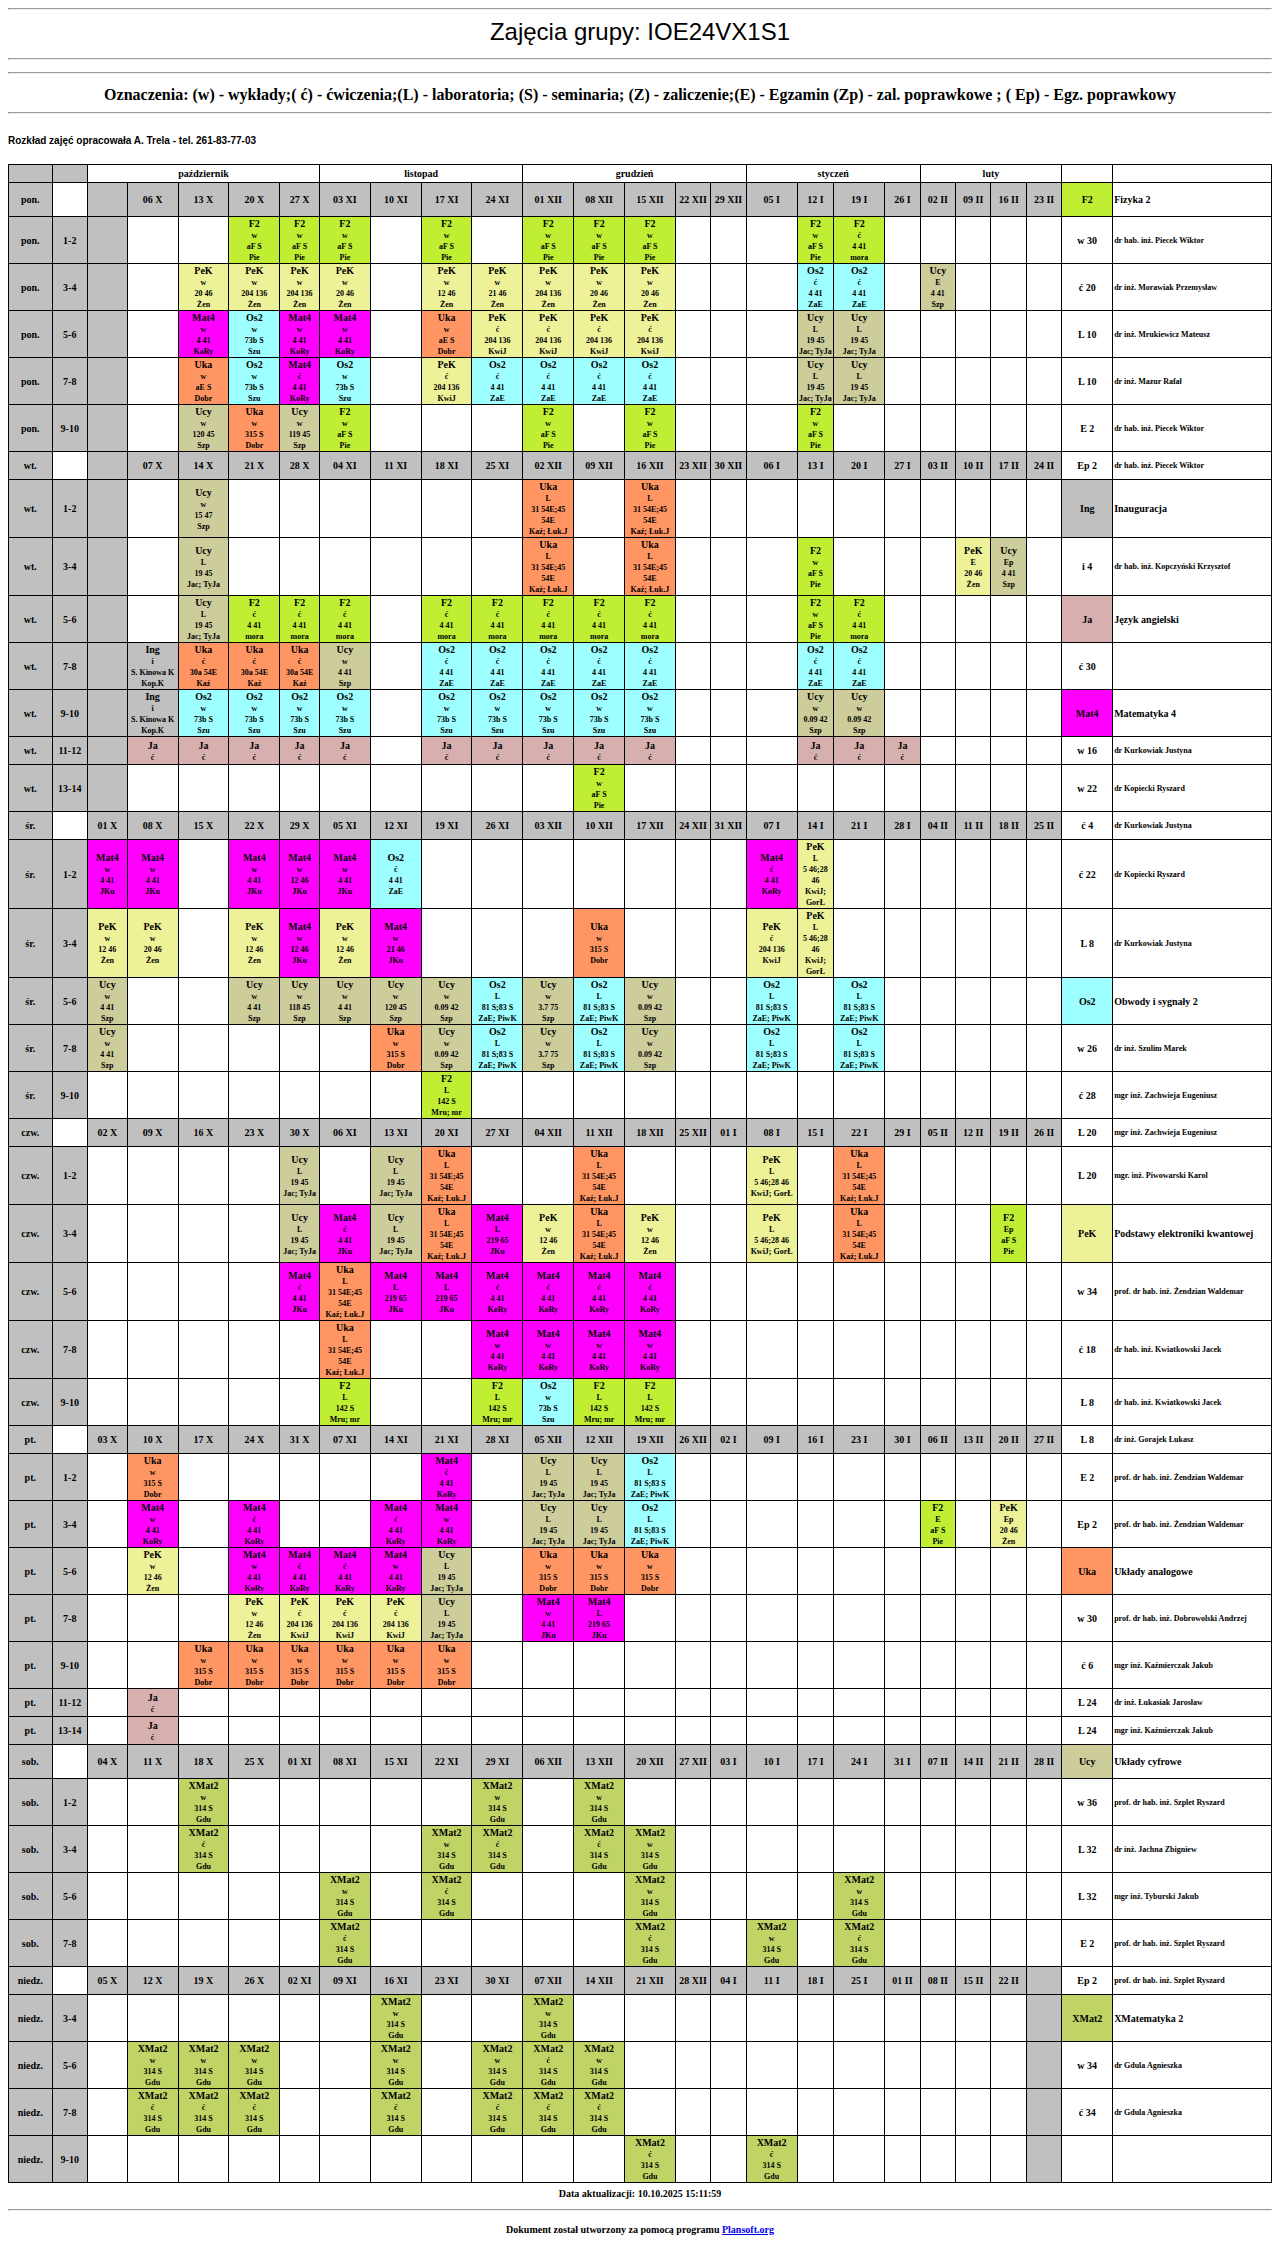 Zajęcia grupy: IOE24VX1S1
Oznaczenia: (w) - wykłady;( ć) - ćwiczenia;(L) - laboratoria; (S) - seminaria; (Z) - zaliczenie;(E) - Egzamin (Zp) - zal. poprawkowe ; ( Ep) - Egz. poprawkowy
Rozkład zajęć opracowała A. Trela - tel. 261-83-77-03
październik listopad grudzień styczeń luty
pon. 06 X 13 X 20 X 27 X 03 XI 10 XI 17 XI 24 XI 01 XII 08 XII 15 XII 22 XII 29 XII 05 I 12 I 19 I 26 I 02 II 09 II 16 II 23 II F2 Fizyka 2
pon. 1-2 F2 w aF S Pie F2 w aF S Pie F2 w aF S Pie F2 w aF S Pie F2 w aF S Pie F2 w aF S Pie F2 w aF S Pie F2 w aF S Pie F2 ć 4 41 mora w 30 dr hab. inż. Piecek Wiktor
pon. 3-4 PeK w 20 46 Żen PeK w 204 136 Żen PeK w 204 136 Żen PeK w 20 46 Żen PeK w 12 46 Żen PeK w 21 46 Żen PeK w 204 136 Żen PeK w 20 46 Żen PeK w 20 46 Żen Os2 ć 4 41 ZaE Os2 ć 4 41 ZaE Ucy E 4 41 Szp ć 20 dr inż. Morawiak Przemysław
pon. 5-6 Mat4 w 4 41 KoRy Os2 w 73b S Szu Mat4 w 4 41 KoRy Mat4 w 4 41 KoRy Uka w aE S Dobr PeK ć 204 136 KwiJ PeK ć 204 136 KwiJ PeK ć 204 136 KwiJ PeK ć 204 136 KwiJ Ucy L 19 45 Jac; TyJa Ucy L 19 45 Jac; TyJa L 10 dr inż. Mrukiewicz Mateusz
pon. 7-8 Uka w aE S Dobr Os2 w 73b S Szu Mat4 ć 4 41 KoRy Os2 w 73b S Szu PeK ć 204 136 KwiJ Os2 ć 4 41 ZaE Os2 ć 4 41 ZaE Os2 ć 4 41 ZaE Os2 ć 4 41 ZaE Ucy L 19 45 Jac; TyJa Ucy L 19 45 Jac; TyJa L 10 dr inż. Mazur Rafał
pon. 9-10 Ucy w 120 45 Szp Uka w 315 S Dobr Ucy w 119 45 Szp F2 w aF S Pie F2 w aF S Pie F2 w aF S Pie F2 w aF S Pie E 2 dr hab. inż. Piecek Wiktor
wt. 07 X 14 X 21 X 28 X 04 XI 11 XI 18 XI 25 XI 02 XII 09 XII 16 XII 23 XII 30 XII 06 I 13 I 20 I 27 I 03 II 10 II 17 II 24 II Ep 2 dr hab. inż. Piecek Wiktor
wt. 1-2 Ucy w 15 47 Szp Uka L 31 54E;45 54E Kaź; Łuk.J Uka L 31 54E;45 54E Kaź; Łuk.J Ing Inauguracja
wt. 3-4 Ucy L 19 45 Jac; TyJa Uka L 31 54E;45 54E Kaź; Łuk.J Uka L 31 54E;45 54E Kaź; Łuk.J F2 w aF S Pie PeK E 20 46 Żen Ucy Ep 4 41 Szp i 4 dr hab. inż. Kopczyński Krzysztof
wt. 5-6 Ucy L 19 45 Jac; TyJa F2 ć 4 41 mora F2 ć 4 41 mora F2 ć 4 41 mora F2 ć 4 41 mora F2 ć 4 41 mora F2 ć 4 41 mora F2 ć 4 41 mora F2 ć 4 41 mora F2 w aF S Pie F2 ć 4 41 mora Ja Język angielski
wt. 7-8 Ing i S. Kinowa K Kop.K Uka ć 30a 54E Kaź Uka ć 30a 54E Kaź Uka ć 30a 54E Kaź Ucy w 4 41 Szp Os2 ć 4 41 ZaE Os2 ć 4 41 ZaE Os2 ć 4 41 ZaE Os2 ć 4 41 ZaE Os2 ć 4 41 ZaE Os2 ć 4 41 ZaE Os2 ć 4 41 ZaE ć 30
wt. 9-10 Ing i S. Kinowa K Kop.K Os2 w 73b S Szu Os2 w 73b S Szu Os2 w 73b S Szu Os2 w 73b S Szu Os2 w 73b S Szu Os2 w 73b S Szu Os2 w 73b S Szu Os2 w 73b S Szu Os2 w 73b S Szu Ucy w 0.09 42 Szp Ucy w 0.09 42 Szp Mat4 Matematyka 4
wt. 11-12 Ja ć Ja ć Ja ć Ja ć Ja ć Ja ć Ja ć Ja ć Ja ć Ja ć Ja ć Ja ć Ja ć w 16 dr Kurkowiak Justyna
wt. 13-14 F2 w aF S Pie w 22 dr Kopiecki Ryszard
śr. 01 X 08 X 15 X 22 X 29 X 05 XI 12 XI 19 XI 26 XI 03 XII 10 XII 17 XII 24 XII 31 XII 07 I 14 I 21 I 28 I 04 II 11 II 18 II 25 II ć 4 dr Kurkowiak Justyna
śr. 1-2 Mat4 w 4 41 JKu Mat4 w 4 41 JKu Mat4 w 4 41 JKu Mat4 w 12 46 JKu Mat4 w 4 41 JKu Os2 ć 4 41 ZaE Mat4 ć 4 41 KoRy PeK L 5 46;28 46 KwiJ; GorŁ ć 22 dr Kopiecki Ryszard
śr. 3-4 PeK w 12 46 Żen PeK w 20 46 Żen PeK w 12 46 Żen Mat4 w 12 46 JKu PeK w 12 46 Żen Mat4 w 21 46 JKu Uka w 315 S Dobr PeK ć 204 136 KwiJ PeK L 5 46;28 46 KwiJ; GorŁ L 8 dr Kurkowiak Justyna
śr. 5-6 Ucy w 4 41 Szp Ucy w 4 41 Szp Ucy w 118 45 Szp Ucy w 4 41 Szp Ucy w 120 45 Szp Ucy w 0.09 42 Szp Os2 L 81 S;83 S ZaE; PiwK Ucy w 3.7 75 Szp Os2 L 81 S;83 S ZaE; PiwK Ucy w 0.09 42 Szp Os2 L 81 S;83 S ZaE; PiwK Os2 L 81 S;83 S ZaE; PiwK Os2 Obwody i sygnały 2
śr. 7-8 Ucy w 4 41 Szp Uka w 315 S Dobr Ucy w 0.09 42 Szp Os2 L 81 S;83 S ZaE; PiwK Ucy w 3.7 75 Szp Os2 L 81 S;83 S ZaE; PiwK Ucy w 0.09 42 Szp Os2 L 81 S;83 S ZaE; PiwK Os2 L 81 S;83 S ZaE; PiwK w 26 dr inż. Szulim Marek
śr. 9-10 F2 L 142 S Mru; mr ć 28 mgr inż. Zachwieja Eugeniusz
czw. 02 X 09 X 16 X 23 X 30 X 06 XI 13 XI 20 XI 27 XI 04 XII 11 XII 18 XII 25 XII 01 I 08 I 15 I 22 I 29 I 05 II 12 II 19 II 26 II L 20 mgr inż. Zachwieja Eugeniusz
czw. 1-2 Ucy L 19 45 Jac; TyJa Ucy L 19 45 Jac; TyJa Uka L 31 54E;45 54E Kaź; Łuk.J Uka L 31 54E;45 54E Kaź; Łuk.J PeK L 5 46;28 46 KwiJ; GorŁ Uka L 31 54E;45 54E Kaź; Łuk.J L 20 mgr. inż. Piwowarski Karol
czw. 3-4 Ucy L 19 45 Jac; TyJa Mat4 ć 4 41 JKu Ucy L 19 45 Jac; TyJa Uka L 31 54E;45 54E Kaź; Łuk.J Mat4 L 219 65 JKu PeK w 12 46 Żen Uka L 31 54E;45 54E Kaź; Łuk.J PeK w 12 46 Żen PeK L 5 46;28 46 KwiJ; GorŁ Uka L 31 54E;45 54E Kaź; Łuk.J F2 Ep aF S Pie PeK Podstawy elektroniki kwantowej
czw. 5-6 Mat4 ć 4 41 JKu Uka L 31 54E;45 54E Kaź; Łuk.J Mat4 L 219 65 JKu Mat4 L 219 65 JKu Mat4 ć 4 41 KoRy Mat4 ć 4 41 KoRy Mat4 ć 4 41 KoRy Mat4 ć 4 41 KoRy w 34 prof. dr hab. inż. Żendzian Waldemar
czw. 7-8 Uka L 31 54E;45 54E Kaź; Łuk.J Mat4 w 4 41 KoRy Mat4 w 4 41 KoRy Mat4 w 4 41 KoRy Mat4 w 4 41 KoRy ć 18 dr hab. inż. Kwiatkowski Jacek
czw. 9-10 F2 L 142 S Mru; mr F2 L 142 S Mru; mr Os2 w 73b S Szu F2 L 142 S Mru; mr F2 L 142 S Mru; mr L 8 dr hab. inż. Kwiatkowski Jacek
pt. 03 X 10 X 17 X 24 X 31 X 07 XI 14 XI 21 XI 28 XI 05 XII 12 XII 19 XII 26 XII 02 I 09 I 16 I 23 I 30 I 06 II 13 II 20 II 27 II L 8 dr inż. Gorajek Łukasz
pt. 1-2 Uka w 315 S Dobr Mat4 ć 4 41 KoRy Ucy L 19 45 Jac; TyJa Ucy L 19 45 Jac; TyJa Os2 L 81 S;83 S ZaE; PiwK E 2 prof. dr hab. inż. Żendzian Waldemar
pt. 3-4 Mat4 w 4 41 KoRy Mat4 ć 4 41 KoRy Mat4 ć 4 41 KoRy Mat4 w 4 41 KoRy Ucy L 19 45 Jac; TyJa Ucy L 19 45 Jac; TyJa Os2 L 81 S;83 S ZaE; PiwK F2 E aF S Pie PeK Ep 20 46 Żen Ep 2 prof. dr hab. inż. Żendzian Waldemar
pt. 5-6 PeK w 12 46 Żen Mat4 w 4 41 KoRy Mat4 ć 4 41 KoRy Mat4 ć 4 41 KoRy Mat4 w 4 41 KoRy Ucy L 19 45 Jac; TyJa Uka w 315 S Dobr Uka w 315 S Dobr Uka w 315 S Dobr Uka Układy analogowe
pt. 7-8 PeK w 12 46 Żen PeK ć 204 136 KwiJ PeK ć 204 136 KwiJ PeK ć 204 136 KwiJ Ucy L 19 45 Jac; TyJa Mat4 w 4 41 JKu Mat4 L 219 65 JKu w 30 prof. dr hab. inż. Dobrowolski Andrzej
pt. 9-10 Uka w 315 S Dobr Uka w 315 S Dobr Uka w 315 S Dobr Uka w 315 S Dobr Uka w 315 S Dobr Uka w 315 S Dobr ć 6 mgr inż. Kaźmierczak Jakub
pt. 11-12 Ja ć L 24 dr inż. Łukasiak Jarosław
pt. 13-14 Ja ć L 24 mgr inż. Kaźmierczak Jakub
sob. 04 X 11 X 18 X 25 X 01 XI 08 XI 15 XI 22 XI 29 XI 06 XII 13 XII 20 XII 27 XII 03 I 10 I 17 I 24 I 31 I 07 II 14 II 21 II 28 II Ucy Układy cyfrowe
sob. 1-2 XMat2 w 314 S Gdu XMat2 w 314 S Gdu XMat2 w 314 S Gdu w 36 prof. dr hab. inż. Szplet Ryszard
sob. 3-4 XMat2 ć 314 S Gdu XMat2 w 314 S Gdu XMat2 ć 314 S Gdu XMat2 ć 314 S Gdu XMat2 w 314 S Gdu L 32 dr inż. Jachna Zbigniew
sob. 5-6 XMat2 w 314 S Gdu XMat2 ć 314 S Gdu XMat2 w 314 S Gdu XMat2 w 314 S Gdu L 32 mgr inż. Tyburski Jakub
sob. 7-8 XMat2 ć 314 S Gdu XMat2 ć 314 S Gdu XMat2 w 314 S Gdu XMat2 ć 314 S Gdu E 2 prof. dr hab. inż. Szplet Ryszard
niedz. 05 X 12 X 19 X 26 X 02 XI 09 XI 16 XI 23 XI 30 XI 07 XII 14 XII 21 XII 28 XII 04 I 11 I 18 I 25 I 01 II 08 II 15 II 22 II Ep 2 prof. dr hab. inż. Szplet Ryszard
niedz. 3-4 XMat2 w 314 S Gdu XMat2 w 314 S Gdu XMat2 XMatematyka 2
niedz. 5-6 XMat2 w 314 S Gdu XMat2 w 314 S Gdu XMat2 w 314 S Gdu XMat2 w 314 S Gdu XMat2 w 314 S Gdu XMat2 ć 314 S Gdu XMat2 w 314 S Gdu w 34 dr Gdula Agnieszka
niedz. 7-8 XMat2 ć 314 S Gdu XMat2 ć 314 S Gdu XMat2 ć 314 S Gdu XMat2 ć 314 S Gdu XMat2 ć 314 S Gdu XMat2 ć 314 S Gdu XMat2 ć 314 S Gdu ć 34 dr Gdula Agnieszka
niedz. 9-10 XMat2 ć 314 S Gdu XMat2 ć 314 S Gdu
Data aktualizacji: 10.10.2025 15:11:59
Dokument został utworzony za pomocą programu Plansoft.org